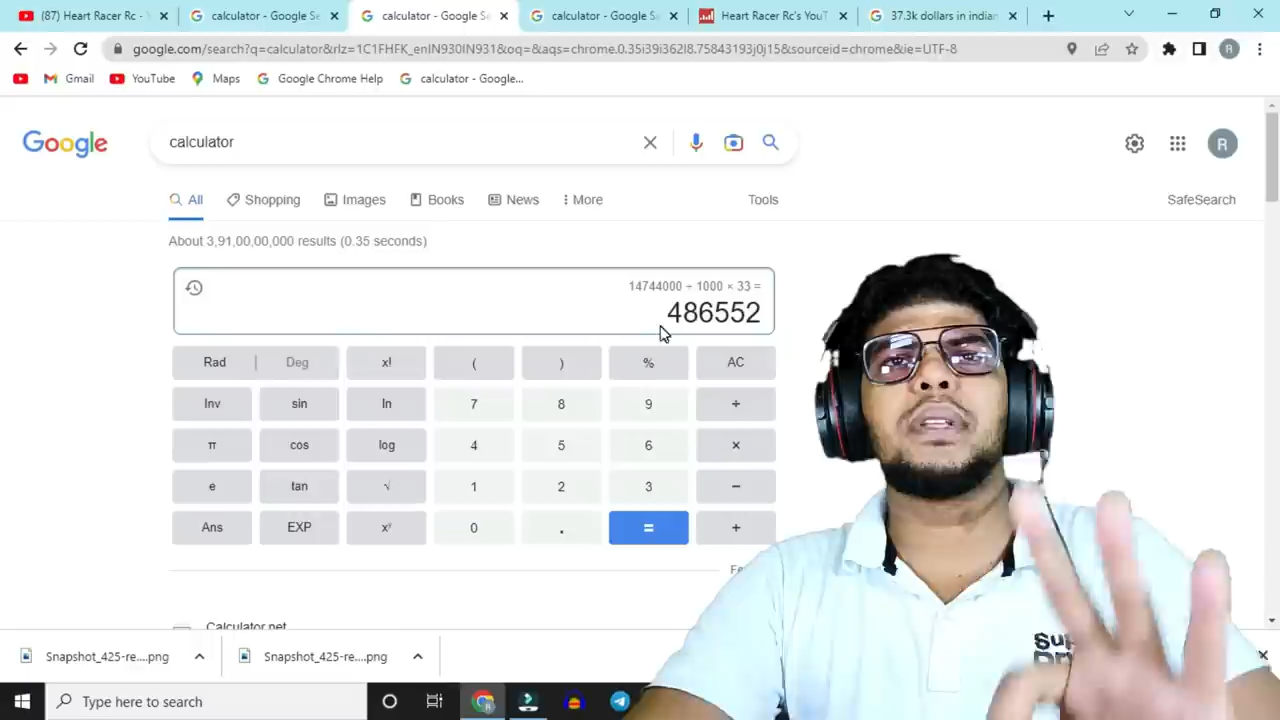 (87) Heart Racer Rc -
calculator - Google Se
calculator - Google Se
calculator - Google Se
Heart Racer Rc's YouT
37.3k dollars in indian
google.com/search?q=calculator&rlz=1C1FHFK_enIN930IN931&oq=&aqs=chrome.0.35i39i362l8.75843193j0j15&sourceid=chrome&ie=UTF-8
R
Gmail
YouTube
Maps
Google Chrome Help
calculator - Google...
Google
calculator
R
All
Shopping
Images
Books
News
More
Tools
SafeSearch
About 3,91,00,00,000 results (0.35 seconds)
14744000 ÷ 1000 × 33 =
486552
Rad | Deg x! ( ) % AC
Inv sin ln 7 8 9 ÷
π cos log 4 5 6 ×
e tan √ 1 2 3 −
Ans EXP xʸ 0 . = +
Calculator.net
Snapshot_425-re....png
Snapshot_425-re....png
Type here to search